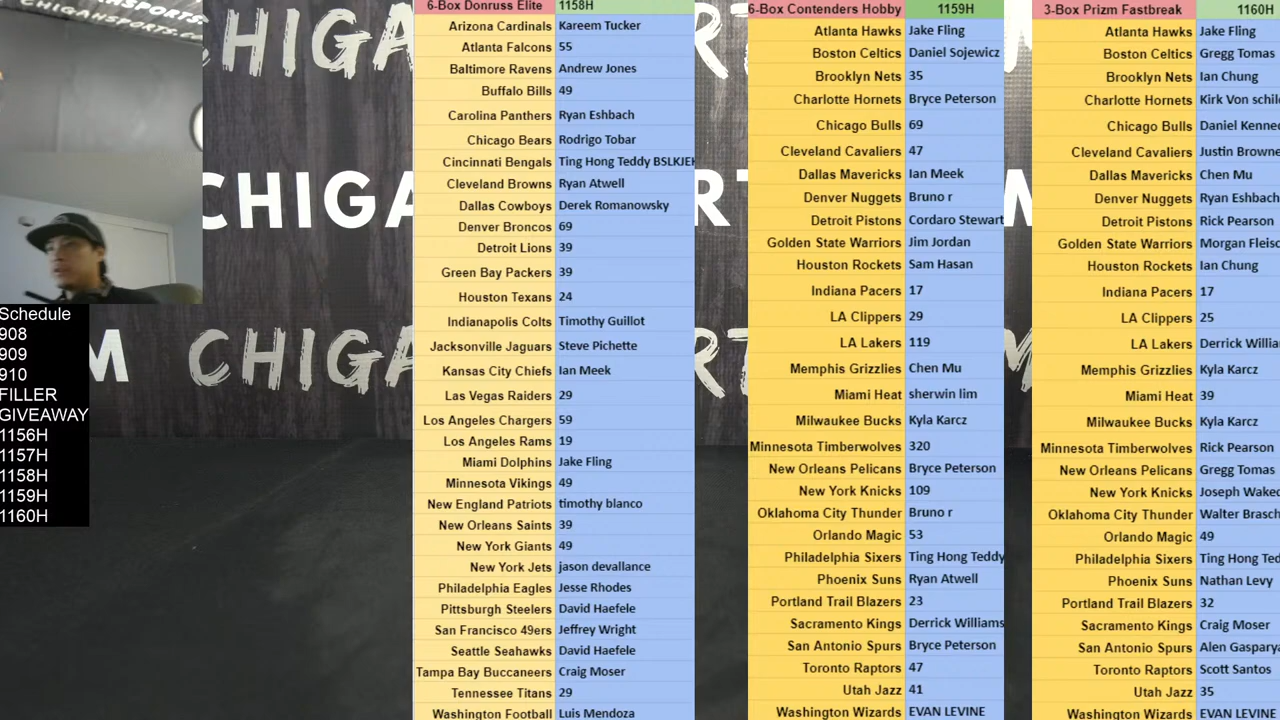 CHIGANSPORTS.C
CHIGA
CHIGA
M CHIGA
Schedule
908
909
910
FILLER
GIVEAWAY
1156H
1157H
1158H
1159H
1160H
6-Box Donruss Elite 1158H
Arizona Cardinals Kareem Tucker
Atlanta Falcons 55
Baltimore Ravens Andrew Jones
Buffalo Bills 49
Carolina Panthers Ryan Eshbach
Chicago Bears Rodrigo Tobar
Cincinnati Bengals Ting Hong Teddy BSLKJEH
Cleveland Browns Ryan Atwell
Dallas Cowboys Derek Romanowsky
Denver Broncos 69
Detroit Lions 39
Green Bay Packers 39
Houston Texans 24
Indianapolis Colts Timothy Guillot
Jacksonville Jaguars Steve Pichette
Kansas City Chiefs Ian Meek
Las Vegas Raiders 29
Los Angeles Chargers 59
Los Angeles Rams 19
Miami Dolphins Jake Fling
Minnesota Vikings 49
New England Patriots timothy blanco
New Orleans Saints 39
New York Giants 49
New York Jets jason devallance
Philadelphia Eagles Jesse Rhodes
Pittsburgh Steelers David Haefele
San Francisco 49ers Jeffrey Wright
Seattle Seahawks David Haefele
Tampa Bay Buccaneers Craig Moser
Tennessee Titans 29
Washington Football Luis Mendoza
6-Box Contenders Hobby 1159H
Atlanta Hawks Jake Fling
Boston Celtics Daniel Sojewicz
Brooklyn Nets 35
Charlotte Hornets Bryce Peterson
Chicago Bulls 69
Cleveland Cavaliers 47
Dallas Mavericks Ian Meek
Denver Nuggets Bruno r
Detroit Pistons Cordaro Stewart
Golden State Warriors Jim Jordan
Houston Rockets Sam Hasan
Indiana Pacers 17
LA Clippers 29
LA Lakers 119
Memphis Grizzlies Chen Mu
Miami Heat sherwin lim
Milwaukee Bucks Kyla Karcz
Minnesota Timberwolves 320
New Orleans Pelicans Bryce Peterson
New York Knicks 109
Oklahoma City Thunder Bruno r
Orlando Magic 53
Philadelphia Sixers Ting Hong Teddy
Phoenix Suns Ryan Atwell
Portland Trail Blazers 23
Sacramento Kings Derrick Williams
San Antonio Spurs Bryce Peterson
Toronto Raptors 47
Utah Jazz 41
Washington Wizards EVAN LEVINE
3-Box Prizm Fastbreak 1160H
Atlanta Hawks Jake Fling
Boston Celtics Gregg Tomas
Brooklyn Nets Ian Chung
Charlotte Hornets Kirk Von schile
Chicago Bulls Daniel Kenne
Cleveland Cavaliers Justin Browne
Dallas Mavericks Chen Mu
Denver Nuggets Ryan Eshbach
Detroit Pistons Rick Pearson
Golden State Warriors Morgan Fleisc
Houston Rockets Ian Chung
Indiana Pacers 17
LA Clippers 25
LA Lakers Derrick Williar
Memphis Grizzlies Kyla Karcz
Miami Heat 39
Milwaukee Bucks Kyla Karcz
Minnesota Timberwolves Rick Pearson
New Orleans Pelicans Gregg Tomas
New York Knicks Joseph Wakec
Oklahoma City Thunder Walter Brasch
Orlando Magic 49
Philadelphia Sixers Ting Hong Ted
Phoenix Suns Nathan Levy
Portland Trail Blazers 32
Sacramento Kings Craig Moser
San Antonio Spurs Alen Gaspary
Toronto Raptors Scott Santos
Utah Jazz 35
Washington Wizards EVAN LEVINE